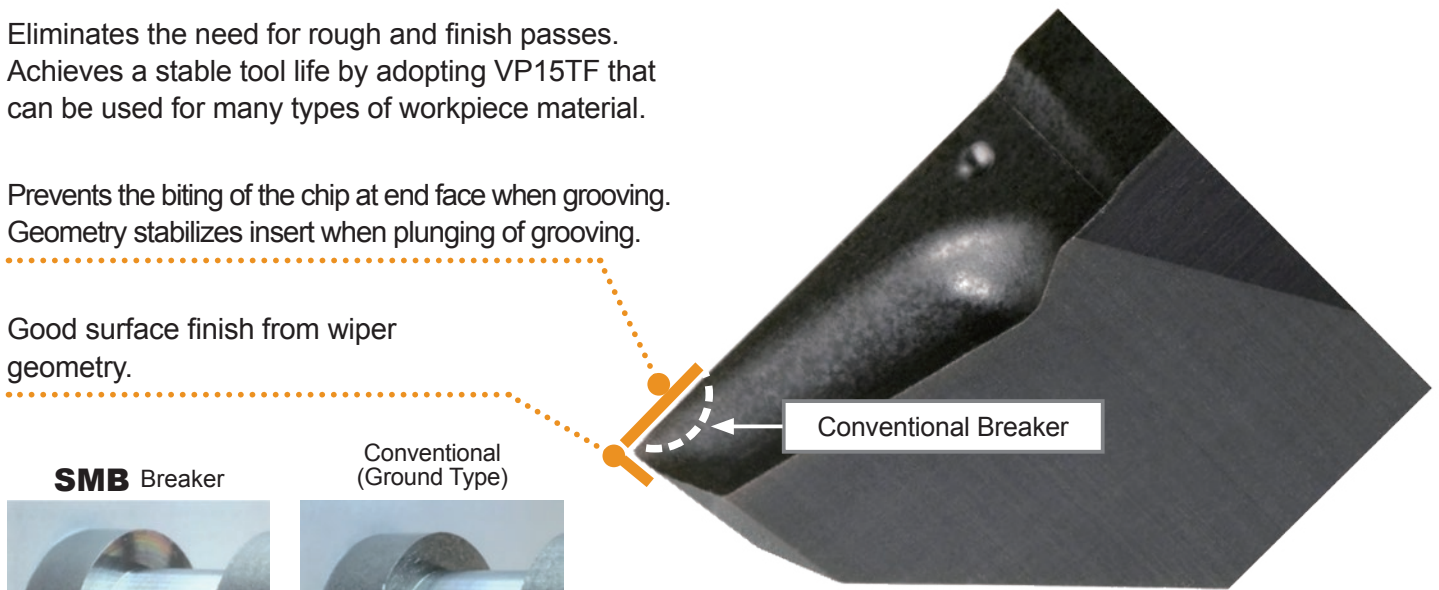 Eliminates the need for rough and finish passes.
Achieves a stable tool life by adopting VP15TF that
can be used for many types of workpiece material.
Prevents the biting of the chip at end face when grooving.
Geometry stabilizes insert when plunging of grooving.
Good surface finish from wiper
geometry.
Conventional Breaker
SMB Breaker
Conventional
(Ground Type)